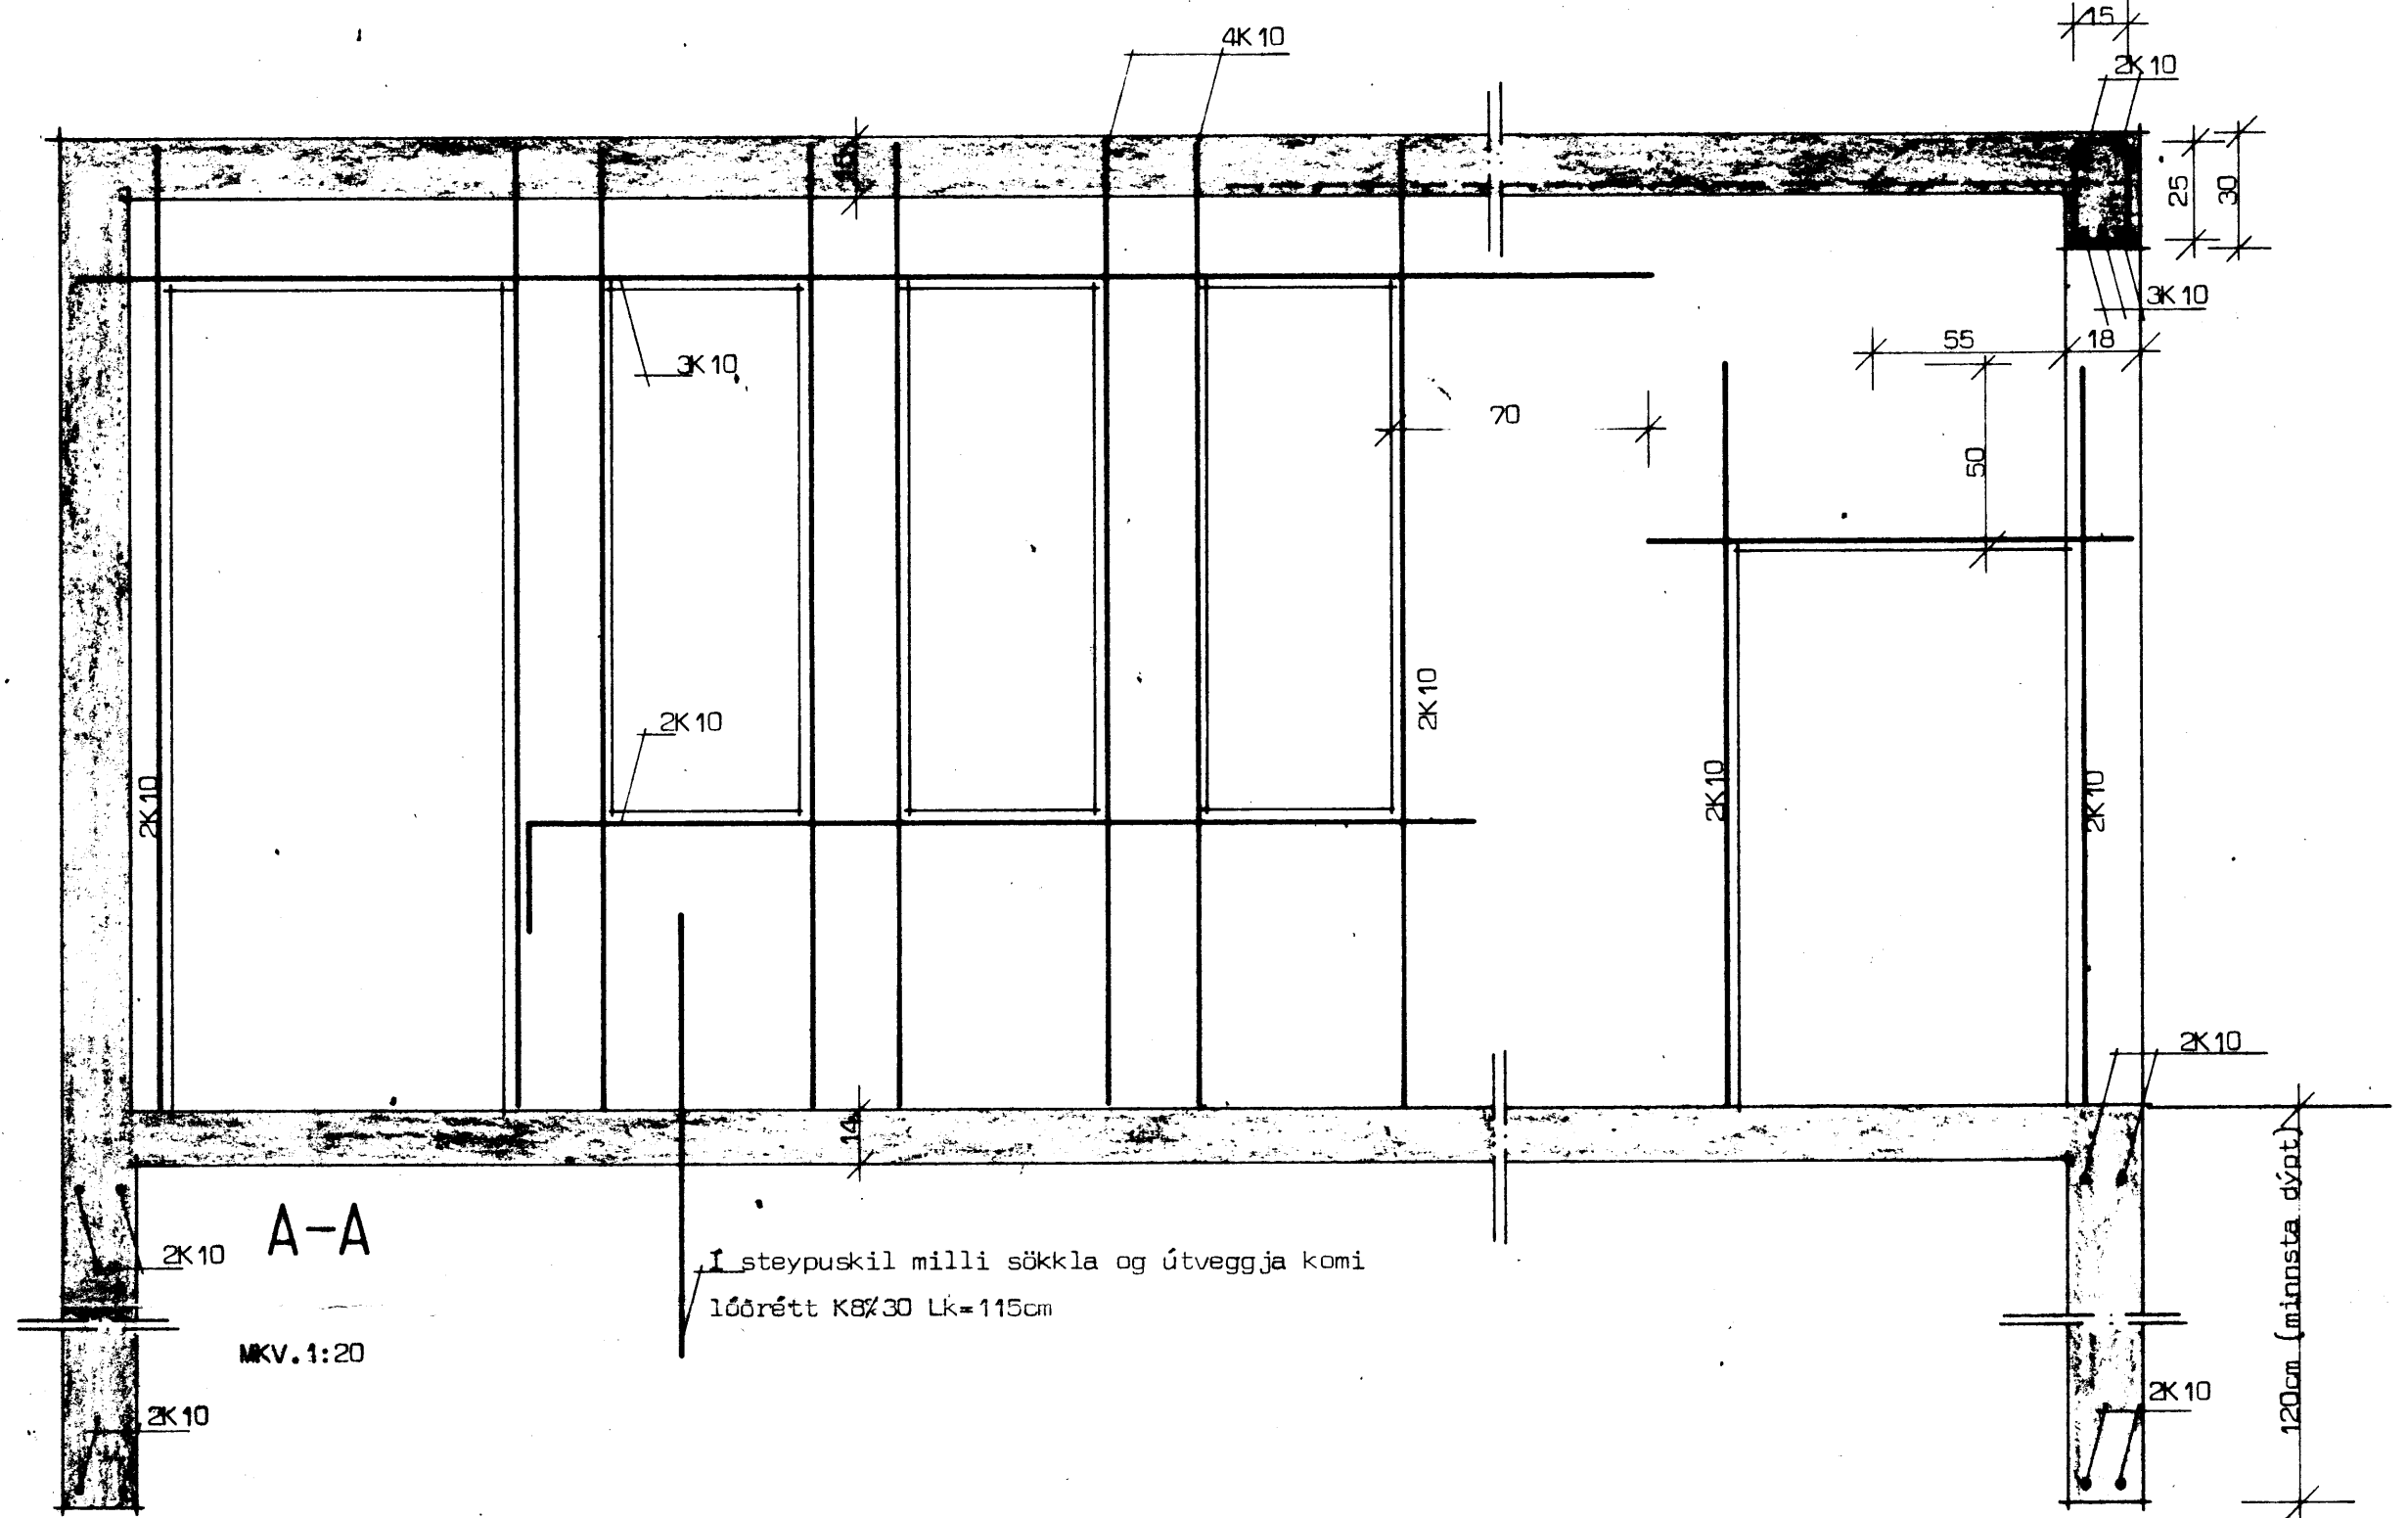 15
4K10
2K10
15
25
30
3K10
55
18
3K10
70
50
2K10
2K10
2K10
2K10
2K10
2K10
14
120cm (minnsta dýpt)
A-A
2K10
Í steypuskil milli sökkla og útveggja komi
lóðrétt K8%30 Lk=115cm
MKV. 1:20
2K10
2K10